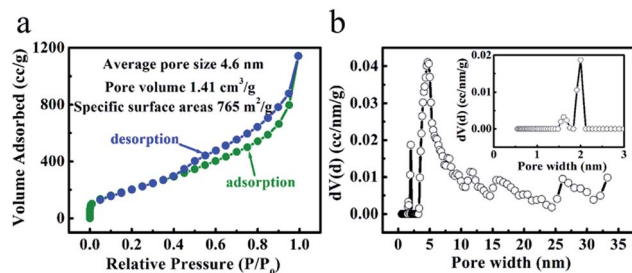 a
1200
800
400
0
Volume Adsorbed (cc/g)
Average pore size 4.6 nm
Pore volume 1.41 cm³/g
Specific surface areas 765 m²/g
desorption
adsorption
0.0 0.2 0.4 0.6 0.8 1.0
Relative Pressure (P/P₀)
b
0.04
0.03
0.02
0.01
0.00
dV(d) (cc/nm/g)
0 5 10 15 20 25 30 35
Pore width (nm)
0.02
0.01
0.00
dV(d) (cc/nm/g)
0 1 2 3
Pore width (nm)